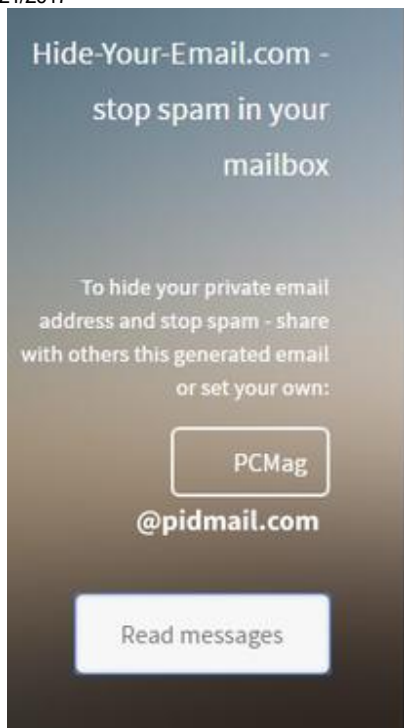 Hide-Your-Email.com -
stop spam in your
mailbox
To hide your private email
address and stop spam - share
with others this generated email
or set your own:
PCMag
@pidmail.com
Read messages